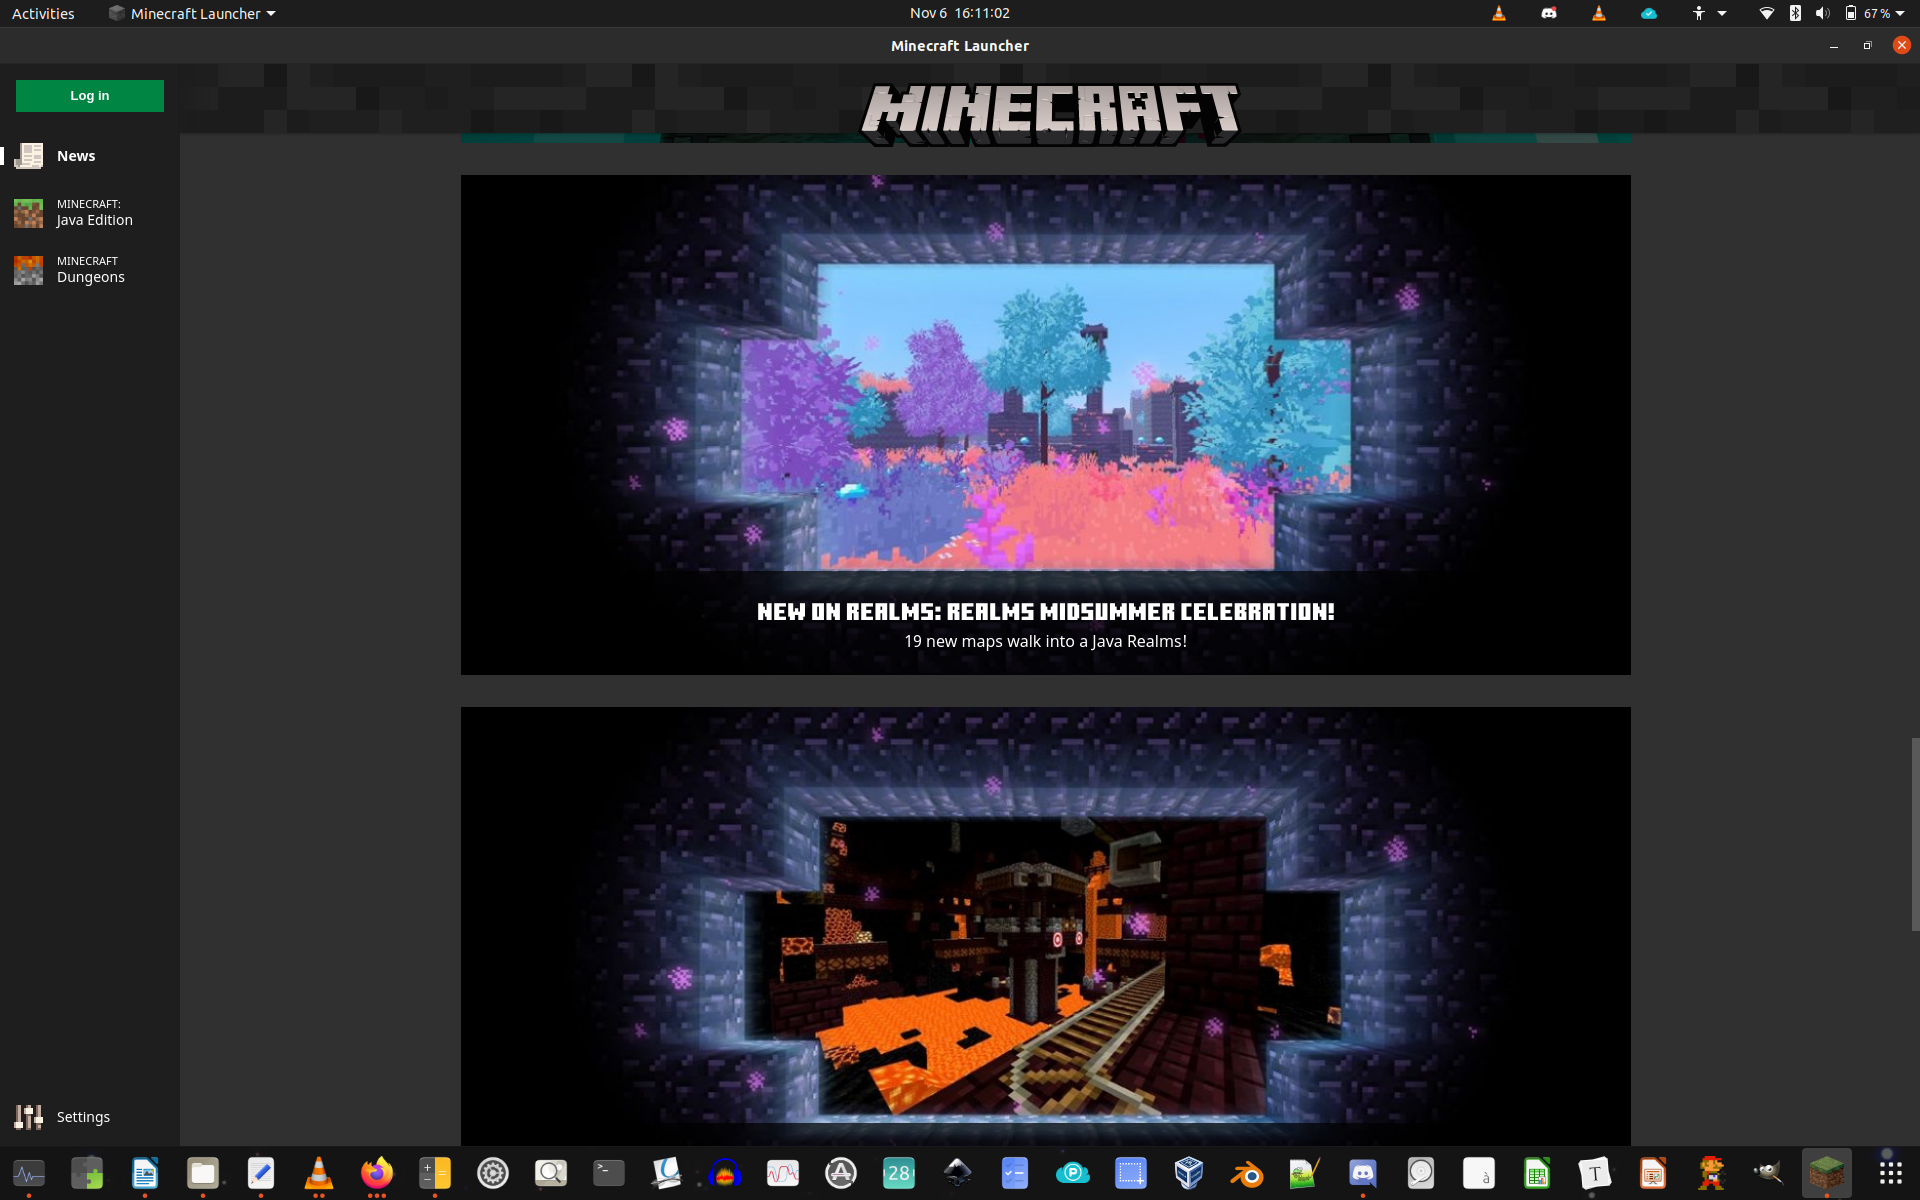 Activities
Minecraft Launcher
Nov 6 16:11:02
67 %
Minecraft Launcher
Log in
MINECRAFT
News
MINECRAFT:
Java Edition
MINECRAFT
Dungeons
NEW ON REALMS: REALMS MIDSUMMER CELEBRATION!
19 new maps walk into a Java Realms!
Settings
28